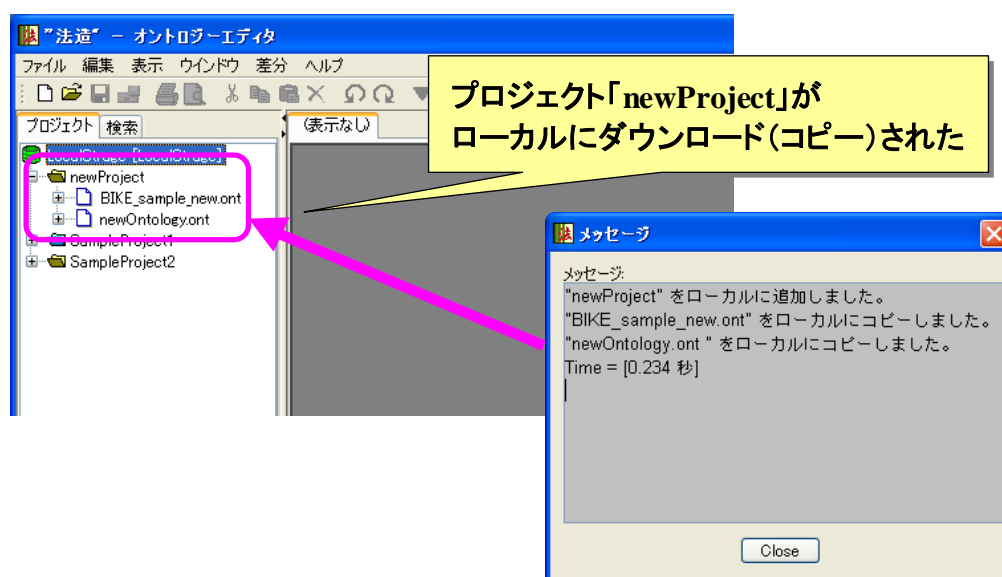 "法造" － オントロジーエディタ
ファイル 編集 表示 ウインドウ 差分 ヘルプ
プロジェクト「newProject」が
ローカルにダウンロード（コピー）された
プロジェクト 検索
(表示なし)
LocalStrage [LocalStrage]
newProject
BIKE_sample_new.ont
newOntology.ont
SampleProject1
SampleProject2
メッセージ
メッセージ:
"newProject" をローカルに追加しました。
"BIKE_sample_new.ont" をローカルにコピーしました。
"newOntology.ont " をローカルにコピーしました。
Time = [0.234 秒]
Close